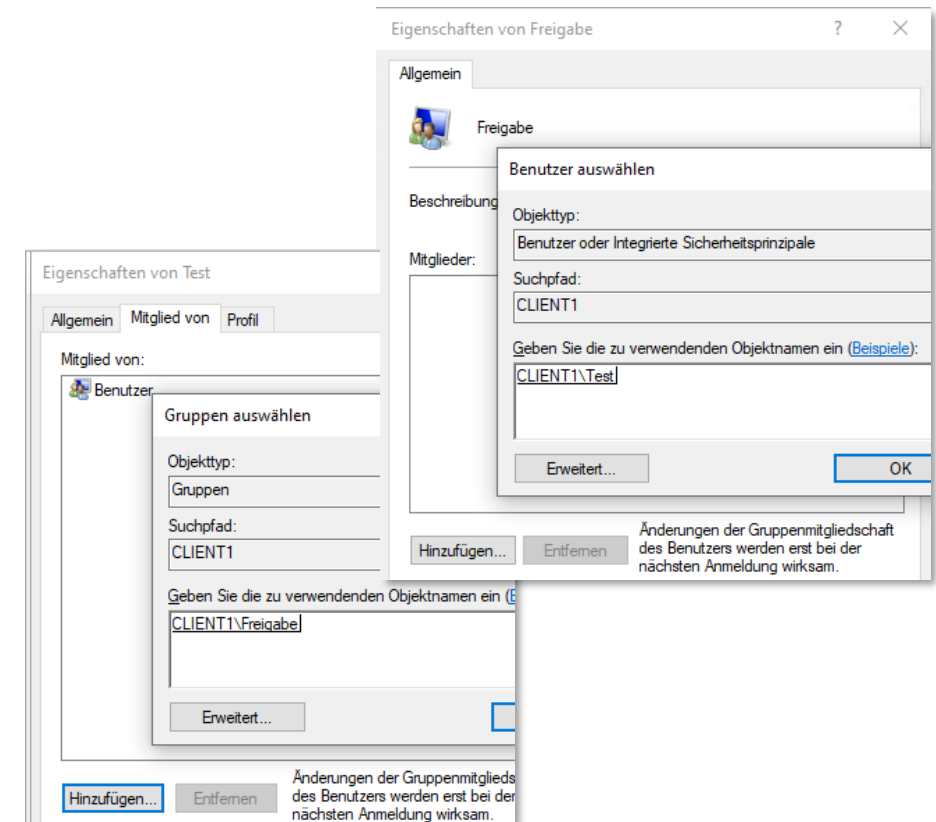 Eigenschaften von Freigabe
?
Allgemein
Freigabe
Benutzer auswählen
Beschreibung
Objekttyp:
Benutzer oder Integrierte Sicherheitsprinzipale
Mitglieder:
Suchpfad:
CLIENT1
Geben Sie die zu verwendenden Objektnamen ein (Beispiele):
CLIENT1\Test
Erweitert...
OK
Hinzufügen...
Entfernen
Änderungen der Gruppenmitgliedschaft
des Benutzers werden erst bei der
nächsten Anmeldung wirksam.
Eigenschaften von Test
Allgemein
Mitglied von
Profil
Mitglied von:
Benutzer
Gruppen auswählen
Objekttyp:
Gruppen
Suchpfad:
CLIENT1
Geben Sie die zu verwendenden Objektnamen ein (
CLIENT1\Freigabe
Erweitert...
Hinzufügen...
Entfernen
Änderungen der Gruppenmitglieds
des Benutzers werden erst bei der
nächsten Anmeldung wirksam.